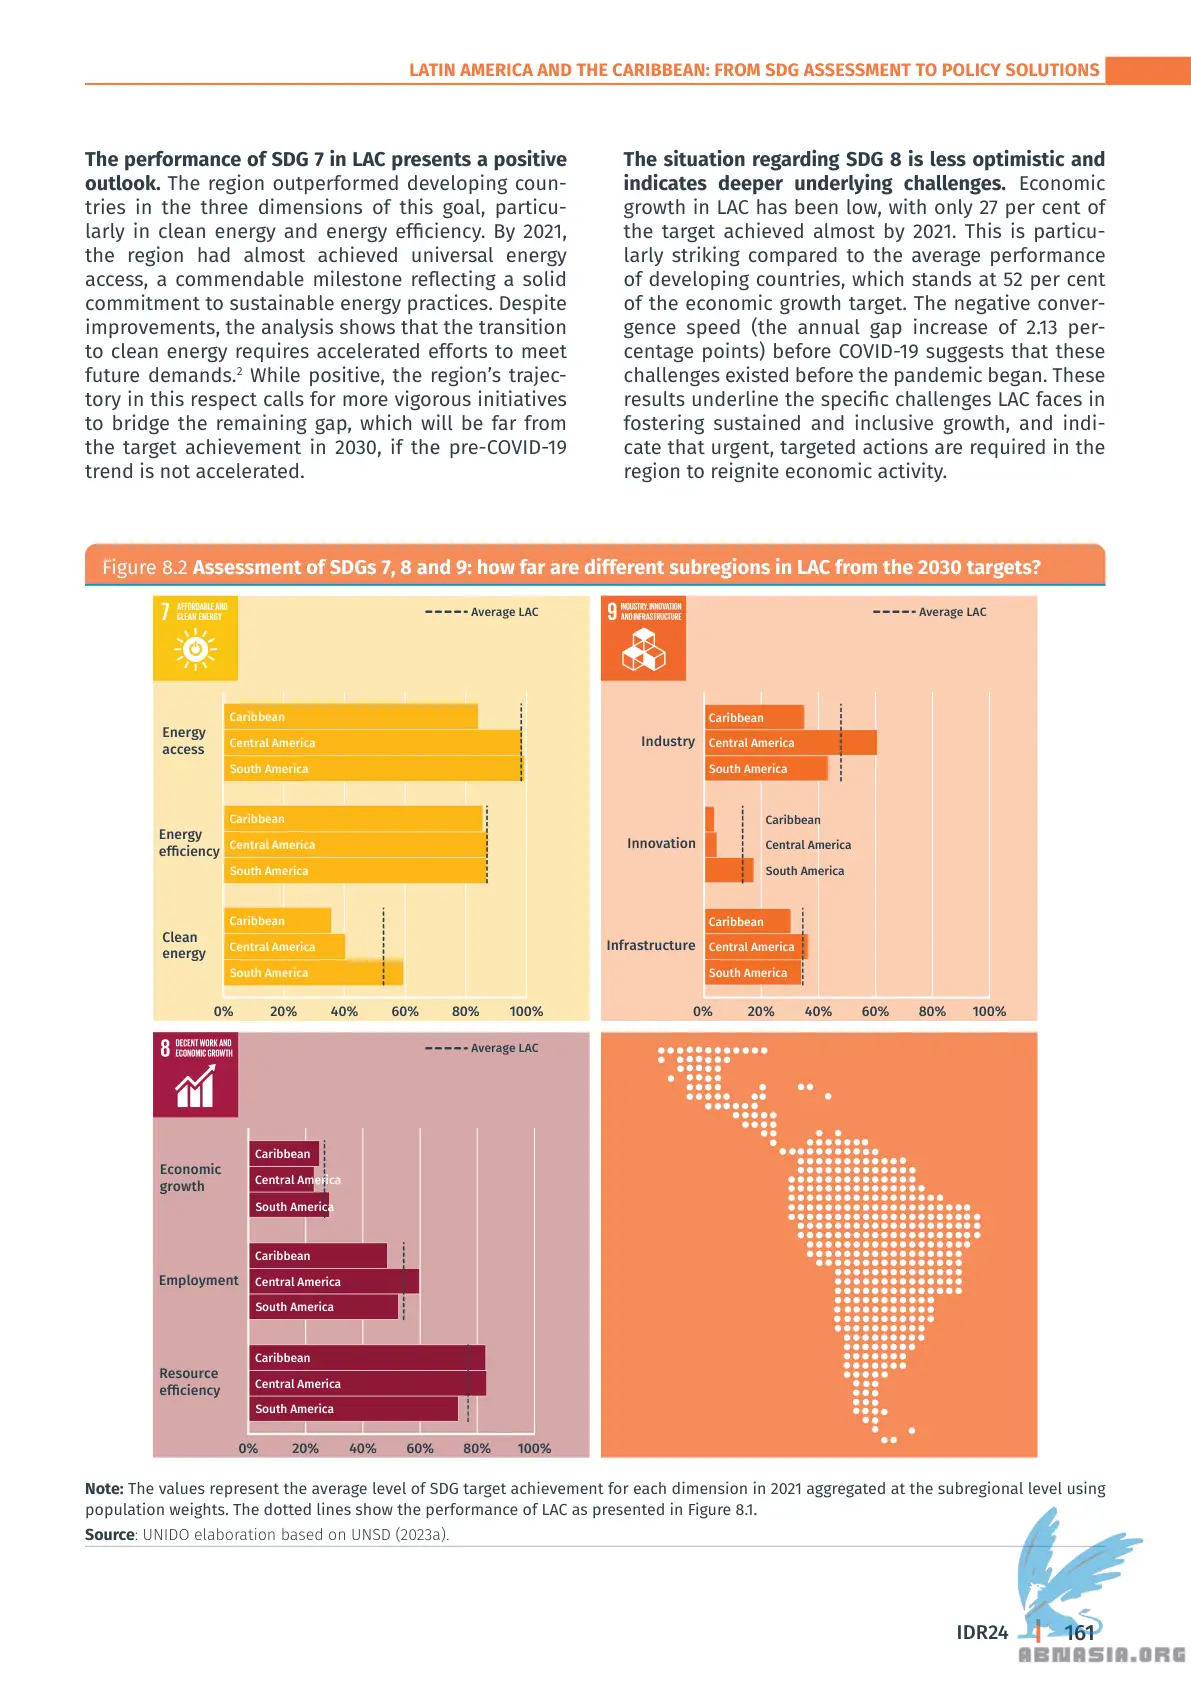 LATIN AMERICA AND THE CARIBBEAN: FROM SDG ASSESSMENT TO POLICY SOLUTIONS
The performance of SDG 7 in LAC presents a positive
outlook. The region outperformed developing coun-
tries in the three dimensions of this goal, particu-
larly in clean energy and energy efficiency. By 2021,
the region had almost achieved universal energy
access, a commendable milestone reflecting a solid
commitment to sustainable energy practices. Despite
improvements, the analysis shows that the transition
to clean energy requires accelerated efforts to meet
future demands.² While positive, the region’s trajec-
tory in this respect calls for more vigorous initiatives
to bridge the remaining gap, which will be far from
the target achievement in 2030, if the pre-COVID-19
trend is not accelerated.
The situation regarding SDG 8 is less optimistic and
indicates deeper underlying challenges. Economic
growth in LAC has been low, with only 27 per cent of
the target achieved almost by 2021. This is particu-
larly striking compared to the average performance
of developing countries, which stands at 52 per cent
of the economic growth target. The negative conver-
gence speed (the annual gap increase of 2.13 per-
centage points) before COVID-19 suggests that these
challenges existed before the pandemic began. These
results underline the specific challenges LAC faces in
fostering sustained and inclusive growth, and indi-
cate that urgent, targeted actions are required in the
region to reignite economic activity.
Figure 8.2 Assessment of SDGs 7, 8 and 9: how far are different subregions in LAC from the 2030 targets?
7 AFFORDABLE AND
CLEAN ENERGY
Average LAC
Energy
access
Caribbean
Central America
South America
Energy
efficiency
Caribbean
Central America
South America
Clean
energy
Caribbean
Central America
South America
0% 20% 40% 60% 80% 100%
9 INDUSTRY, INNOVATION
AND INFRASTRUCTURE
Average LAC
Industry
Caribbean
Central America
South America
Innovation
Caribbean
Central America
South America
Infrastructure
Caribbean
Central America
South America
0% 20% 40% 60% 80% 100%
8 DECENT WORK AND
ECONOMIC GROWTH
Average LAC
Economic
growth
Caribbean
Central America
South America
Employment
Caribbean
Central America
South America
Resource
efficiency
Caribbean
Central America
South America
0% 20% 40% 60% 80% 100%
Note: The values represent the average level of SDG target achievement for each dimension in 2021 aggregated at the subregional level using
population weights. The dotted lines show the performance of LAC as presented in Figure 8.1.
Source: UNIDO elaboration based on UNSD (2023a).
IDR24 161
ABNASIA.ORG